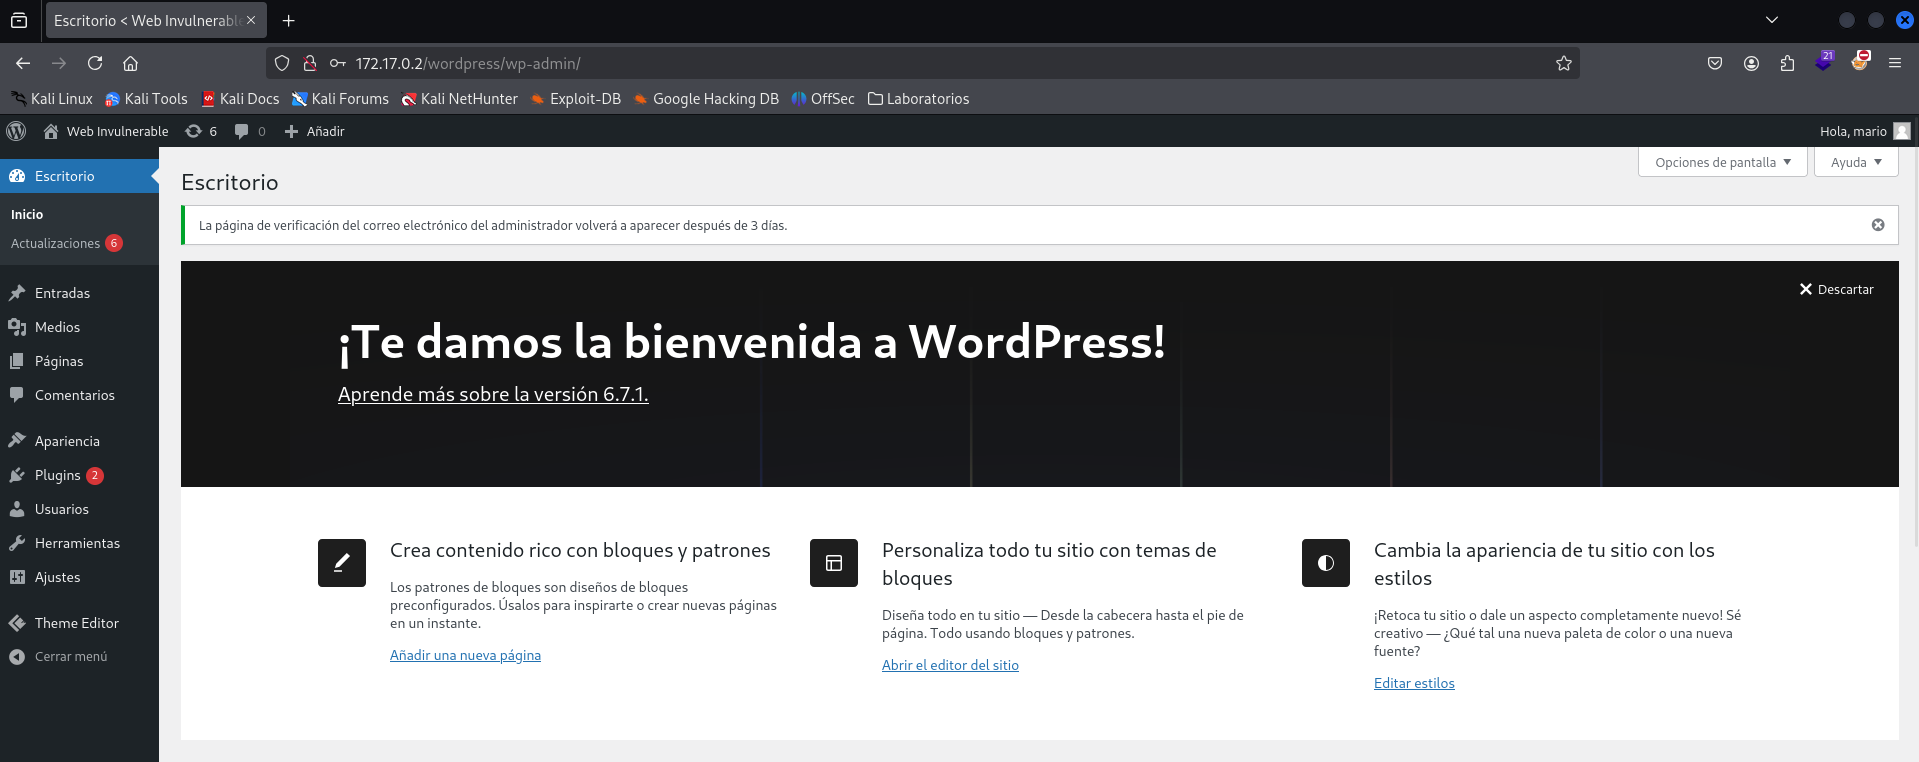 Escritorio < Web Invulnerable
172.17.0.2/wordpress/wp-admin/
21
Kali Linux Kali Tools Kali Docs Kali Forums Kali NetHunter Exploit-DB Google Hacking DB OffSec Laboratorios
Web Invulnerable 6 0 Añadir Hola, mario
Opciones de pantalla Ayuda
Escritorio
Inicio
Actualizaciones 6
Entradas
Medios
Páginas
Comentarios
Apariencia
Plugins 2
Usuarios
Herramientas
Ajustes
Theme Editor
Cerrar menú
Escritorio
La página de verificación del correo electrónico del administrador volverá a aparecer después de 3 días.
Descartar
¡Te damos la bienvenida a WordPress!
Aprende más sobre la versión 6.7.1.
Crea contenido rico con bloques y patrones
Los patrones de bloques son diseños de bloques
preconfigurados. Úsalos para inspirarte o crear nuevas páginas
en un instante.
Añadir una nueva página
Personaliza todo tu sitio con temas de
bloques
Diseña todo en tu sitio — Desde la cabecera hasta el pie de
página. Todo usando bloques y patrones.
Abrir el editor del sitio
Cambia la apariencia de tu sitio con los
estilos
¡Retoca tu sitio o dale un aspecto completamente nuevo! Sé
creativo — ¿Qué tal una nueva paleta de color o una nueva
fuente?
Editar estilos